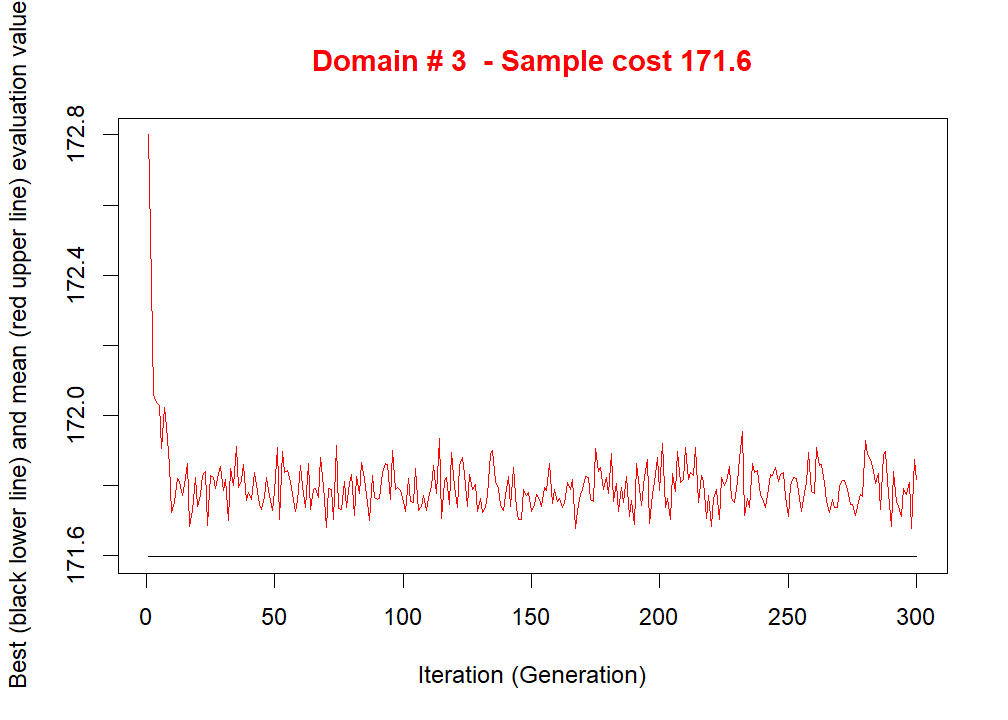 Domain # 3  - Sample cost 171.6
Best (black lower line) and mean (red upper line) evaluation value
172.8
172.4
172.0
171.6
0 50 100 150 200 250 300
Iteration (Generation)